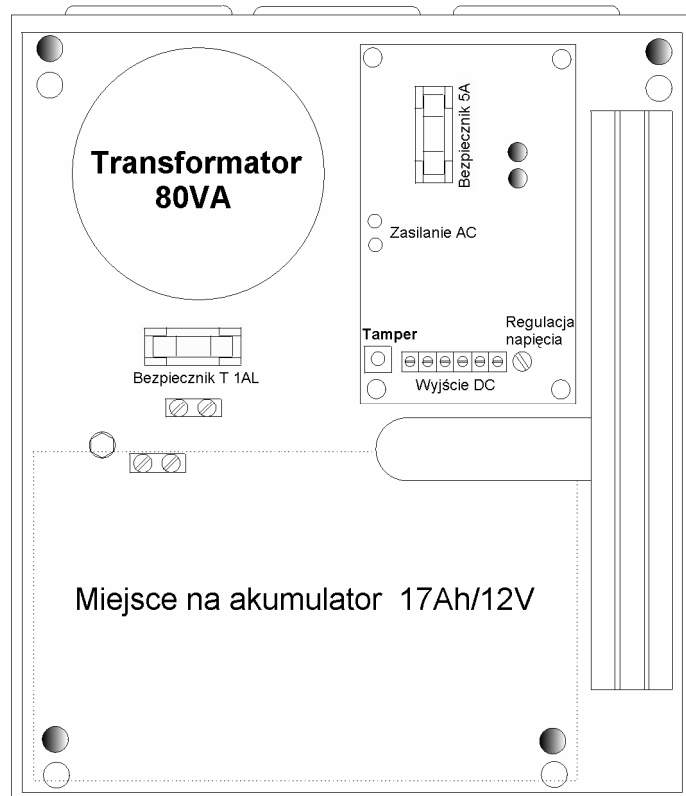 Transformator
80VA
Bezpiecznik 5A
Zasilanie AC
Regulacja
napięcia
Tamper
Wyjście DC
Bezpiecznik T 1AL
Miejsce na akumulator 17Ah/12V